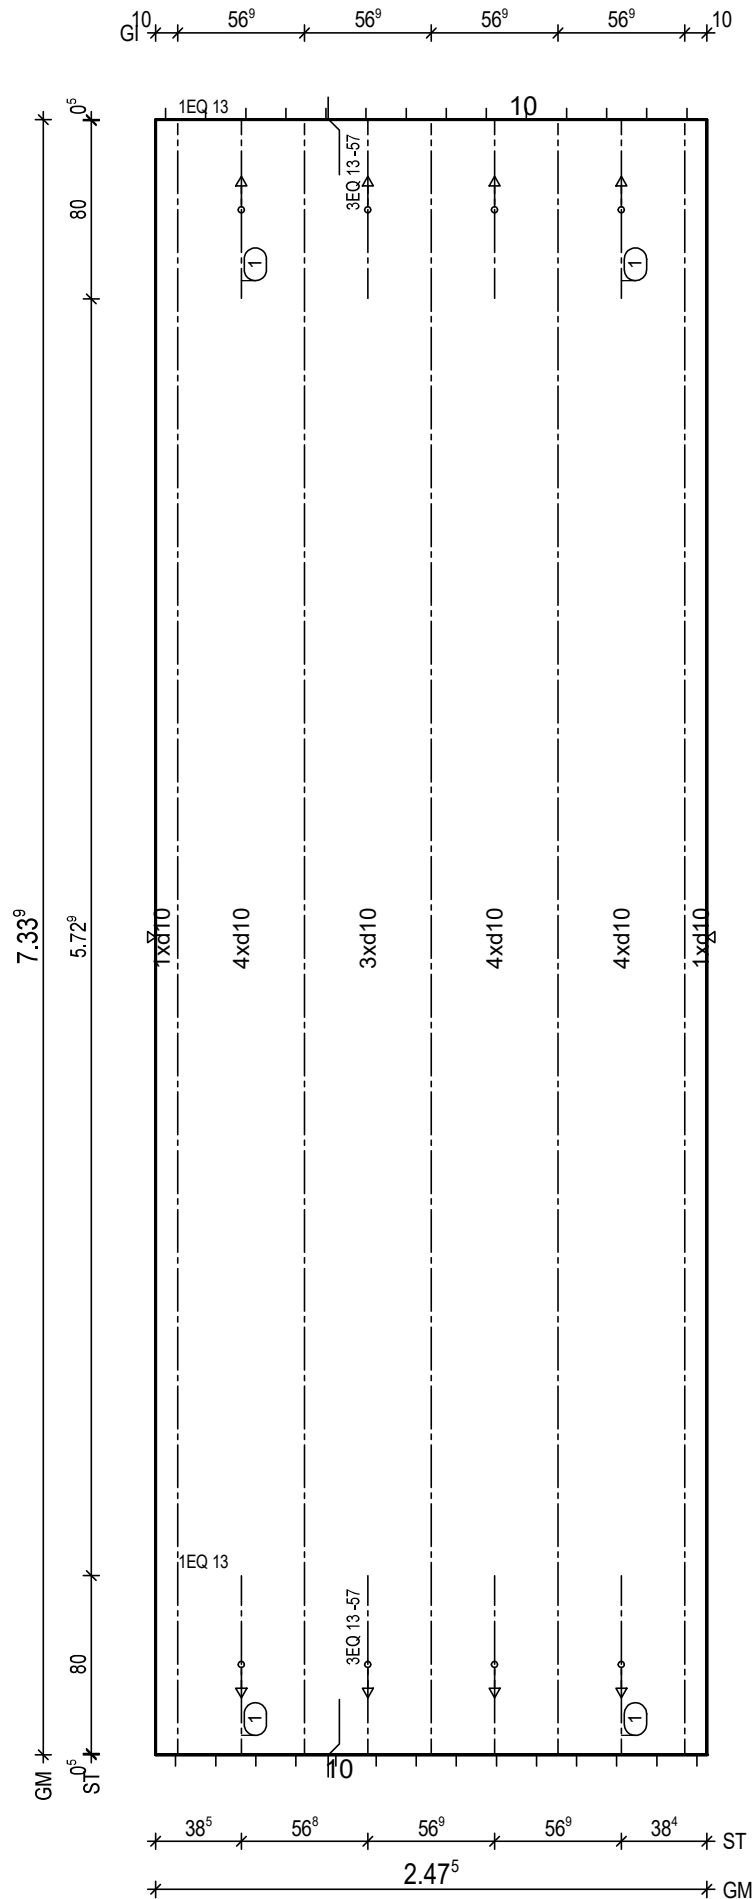 GI 10 56⁹ 56⁹ 56⁹ 56⁹ 10
0⁵
1EQ 13
10
3EQ 13 -57
80
1 1
7.33⁹
5.72⁹
1xd10 4xd10 3xd10 4xd10 4xd10 1xd10
1EQ 13
3EQ 13 -57
80
1 1
0⁵
10
GM ST
38⁵ 56⁸ 56⁹ 56⁹ 38⁴ ST
2.47⁵ GM